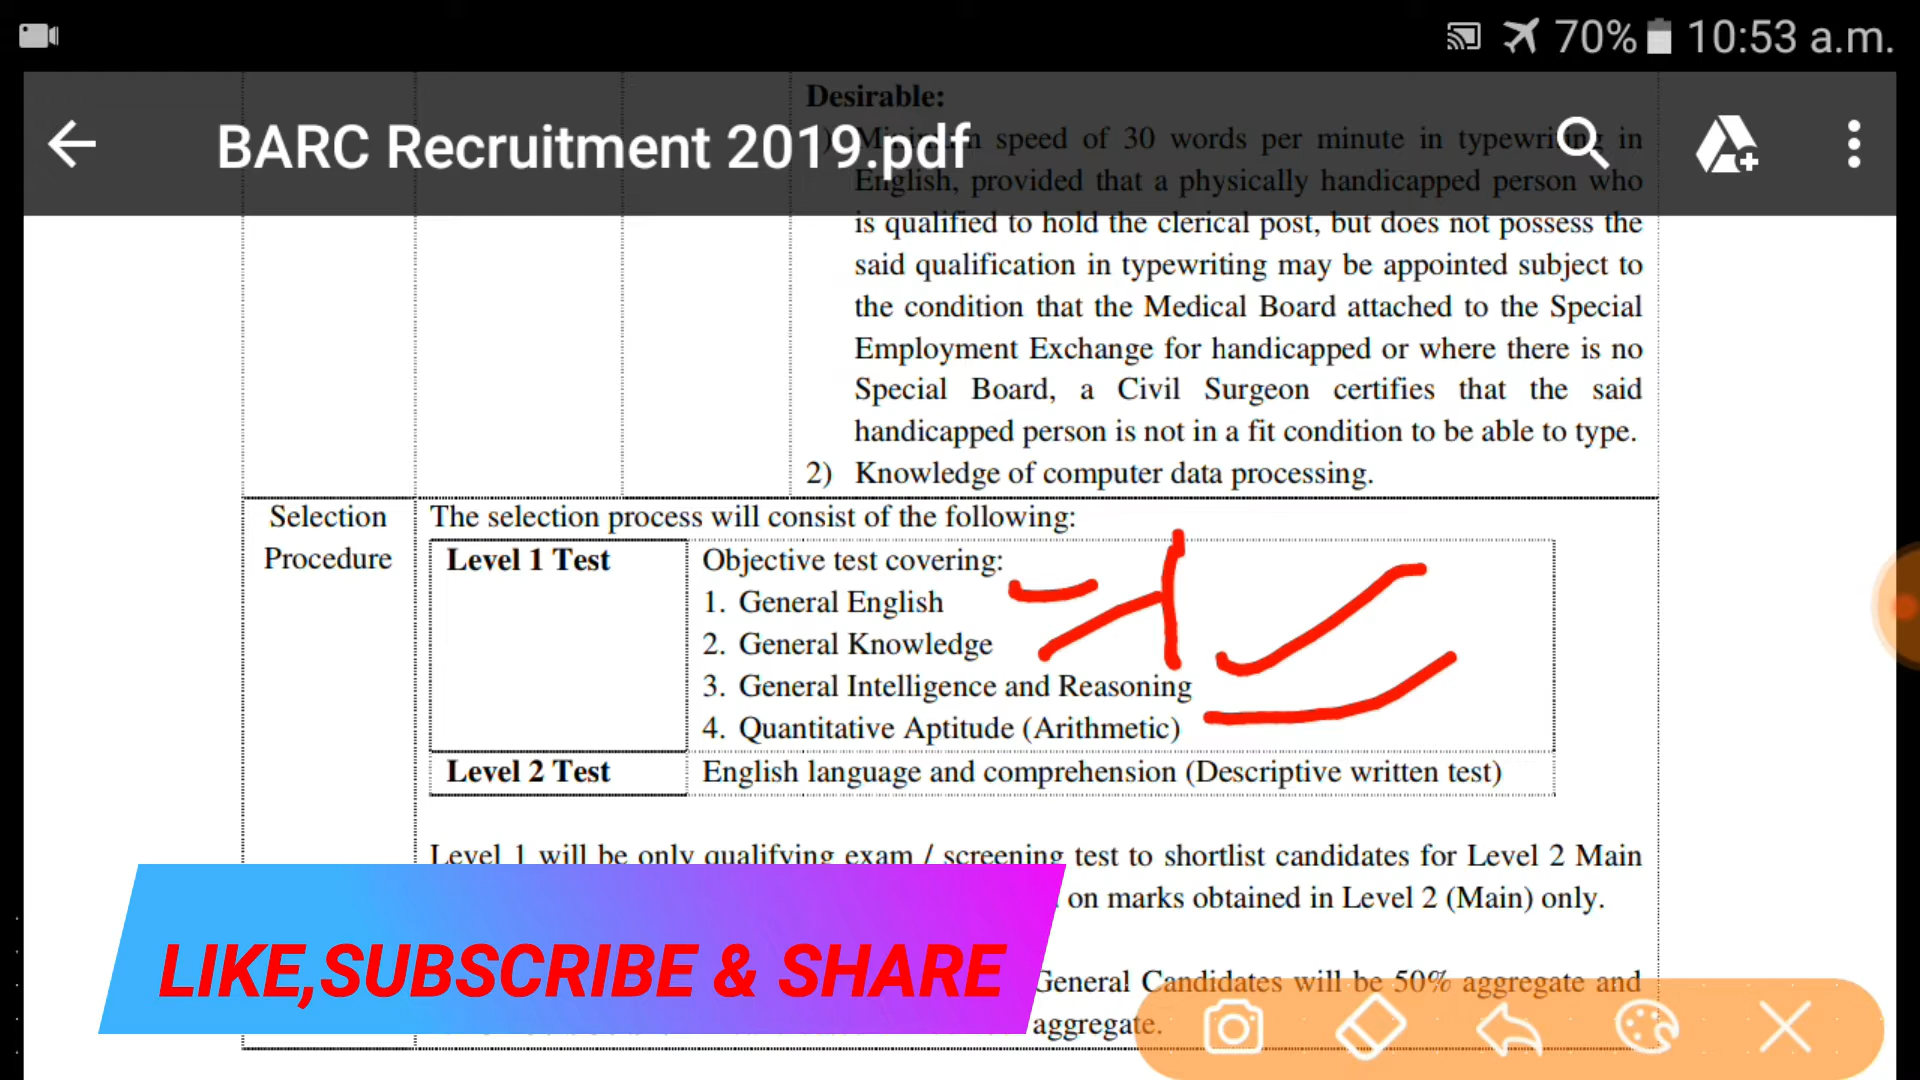 70% 10:53 a.m.
BARC Recruitment 2019.pdf
Desirable:
speed of 30 words per minute in typewriting in
English, provided that a physically handicapped person who
is qualified to hold the clerical post, but does not possess the
said qualification in typewriting may be appointed subject to
the condition that the Medical Board attached to the Special
Employment Exchange for handicapped or where there is no
Special Board, a Civil Surgeon certifies that the said
handicapped person is not in a fit condition to be able to type.
2) Knowledge of computer data processing.
Selection
Procedure
The selection process will consist of the following:
Level 1 Test
Objective test covering:
1. General English
2. General Knowledge
3. General Intelligence and Reasoning
4. Quantitative Aptitude (Arithmetic)
Level 2 Test
English language and comprehension (Descriptive written test)
Level 1 will be only qualifying exam / screening test to shortlist candidates for Level 2 Main
on marks obtained in Level 2 (Main) only.
General Candidates will be 50% aggregate and
aggregate.
LIKE,SUBSCRIBE & SHARE